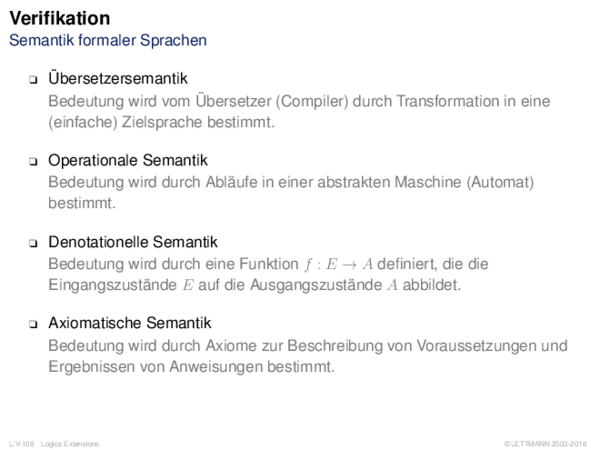 Verifikation
Semantik formaler Sprachen
❑ Übersetzersemantik
Bedeutung wird vom Übersetzer (Compiler) durch Transformation in eine
(einfache) Zielsprache bestimmt.
❑ Operationale Semantik
Bedeutung wird durch Abläufe in einer abstrakten Maschine (Automat)
bestimmt.
❑ Denotationelle Semantik
Bedeutung wird durch eine Funktion f : E → A definiert, die die
Eingangszustände E auf die Ausgangszustände A abbildet.
❑ Axiomatische Semantik
Bedeutung wird durch Axiome zur Beschreibung von Voraussetzungen und
Ergebnissen von Anweisungen bestimmt.
L:V-108 Logics Extensions
©LETTMANN 2003-2018